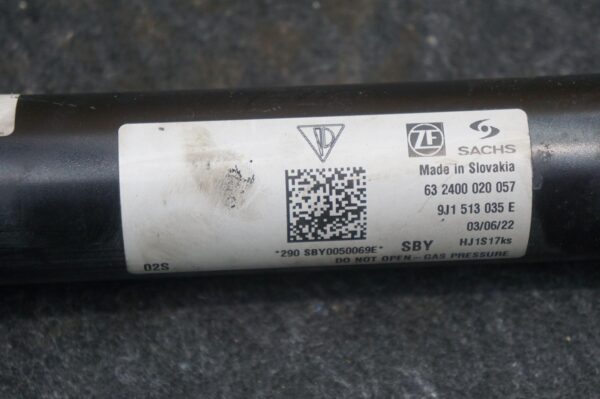 ZF SACHS
Made in Slovakia
63 2400 020 057
9J1 513 035 E
03/06/22
*290 SBY0050069E* SBY HJ1S17ks
02S DO NOT OPEN - GAS PRESSURE